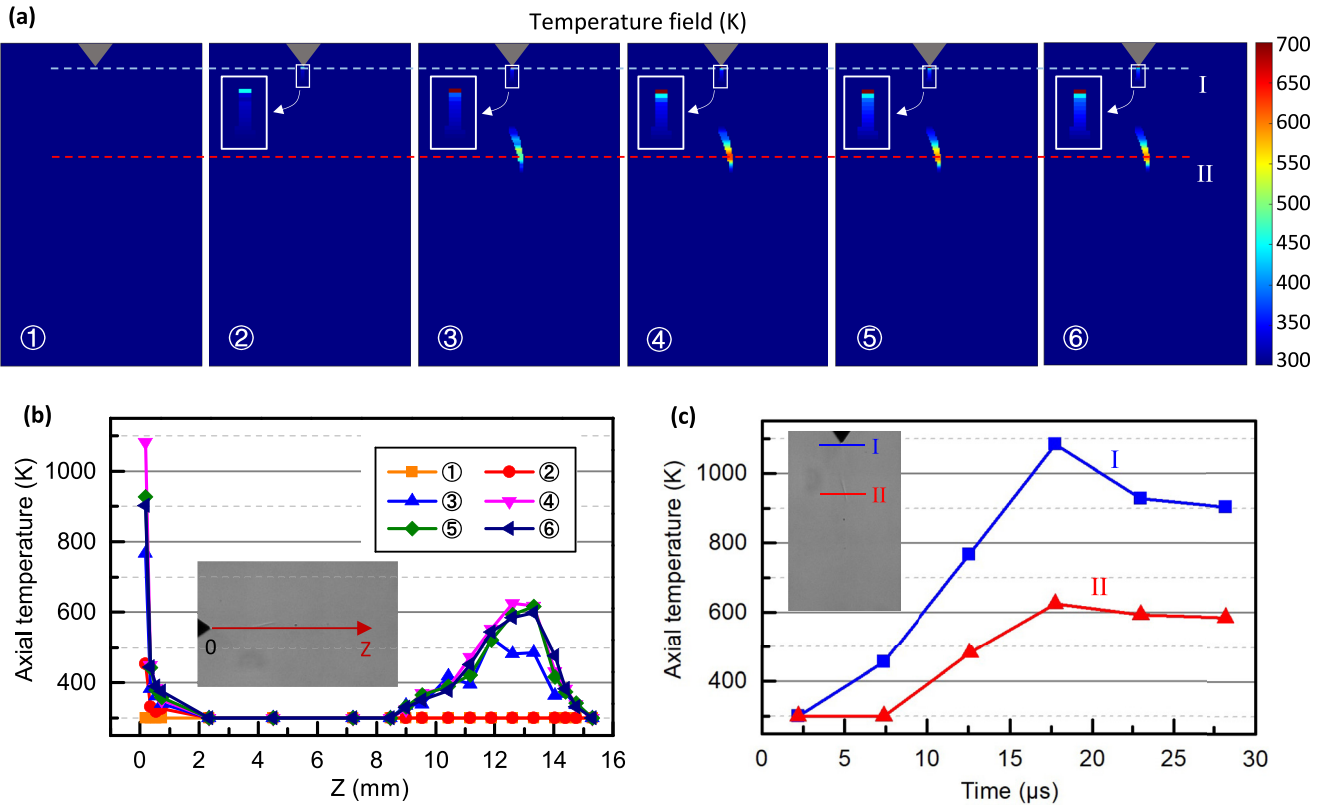 (a)
Temperature field (K)
I
II
① ② ③ ④ ⑤ ⑥
700
650
600
550
500
450
400
350
300
(b)
Axial temperature (K)
1000
800
600
400
① ②
③ ④
⑤ ⑥
0
Z
0 2 4 6 8 10 12 14 16
Z (mm)
(c)
Axial temperature (K)
1000
800
600
400
I
II
I
II
0 5 10 15 20 25 30
Time (μs)